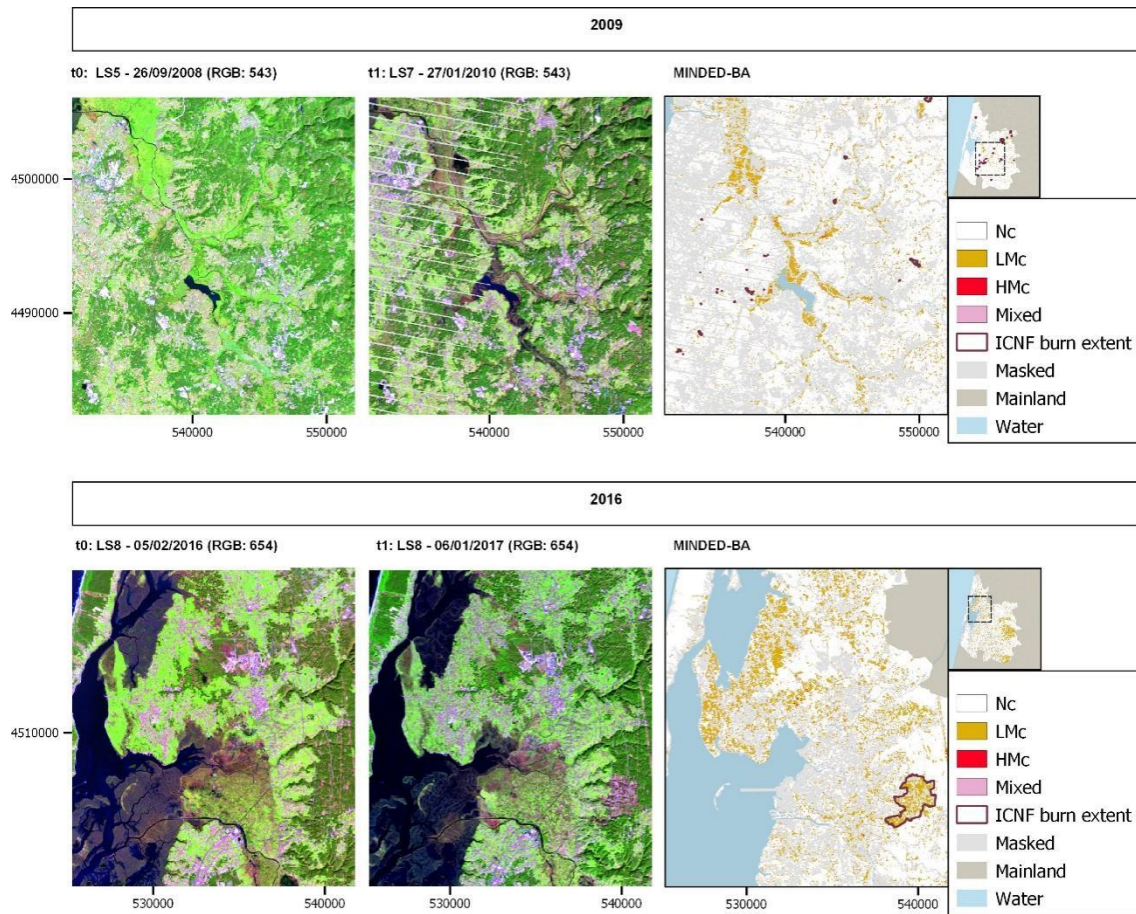 2009
t0: LS5 - 26/09/2008 (RGB: 543)
t1: LS7 - 27/01/2010 (RGB: 543)
MINDED-BA
4500000
4490000
540000
550000
540000
550000
540000
550000
Nc
LMc
HMc
Mixed
ICNF burn extent
Masked
Mainland
Water
2016
t0: LS8 - 05/02/2016 (RGB: 654)
t1: LS8 - 06/01/2017 (RGB: 654)
MINDED-BA
4510000
530000
540000
530000
540000
530000
540000
Nc
LMc
HMc
Mixed
ICNF burn extent
Masked
Mainland
Water